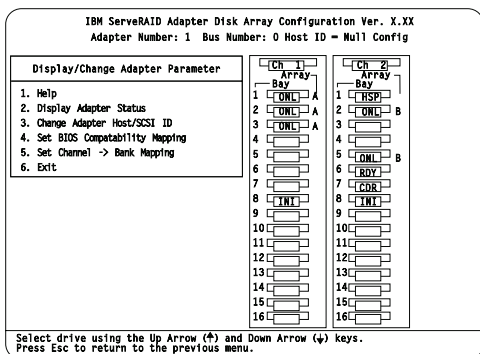 IBM ServeRAID Adapter Disk Array Configuration Ver. X.XX
Adapter Number: 1 Bus Number: 0 Host ID = Null Config
Display/Change Adapter Parameter
1. Help
2. Display Adapter Status
3. Change Adapter Host/SCSI ID
4. Set BIOS Compatability Mapping
5. Set Channel -> Bank Mapping
6. Exit
Ch 1
Array
Bay
1 ONL A
2 ONL A
3 ONL A
4
5
6
7
8 INI
9
10
11
12
13
14
15
16
Ch 2
Array
Bay
1 HSP
2 ONL B
3
4
5 ONL B
6 RDY
7 CDR
8 INI
9
10
11
12
13
14
15
16
Select drive using the Up Arrow (↑) and Down Arrow (↓) keys.
Press Esc to return to the previous menu.